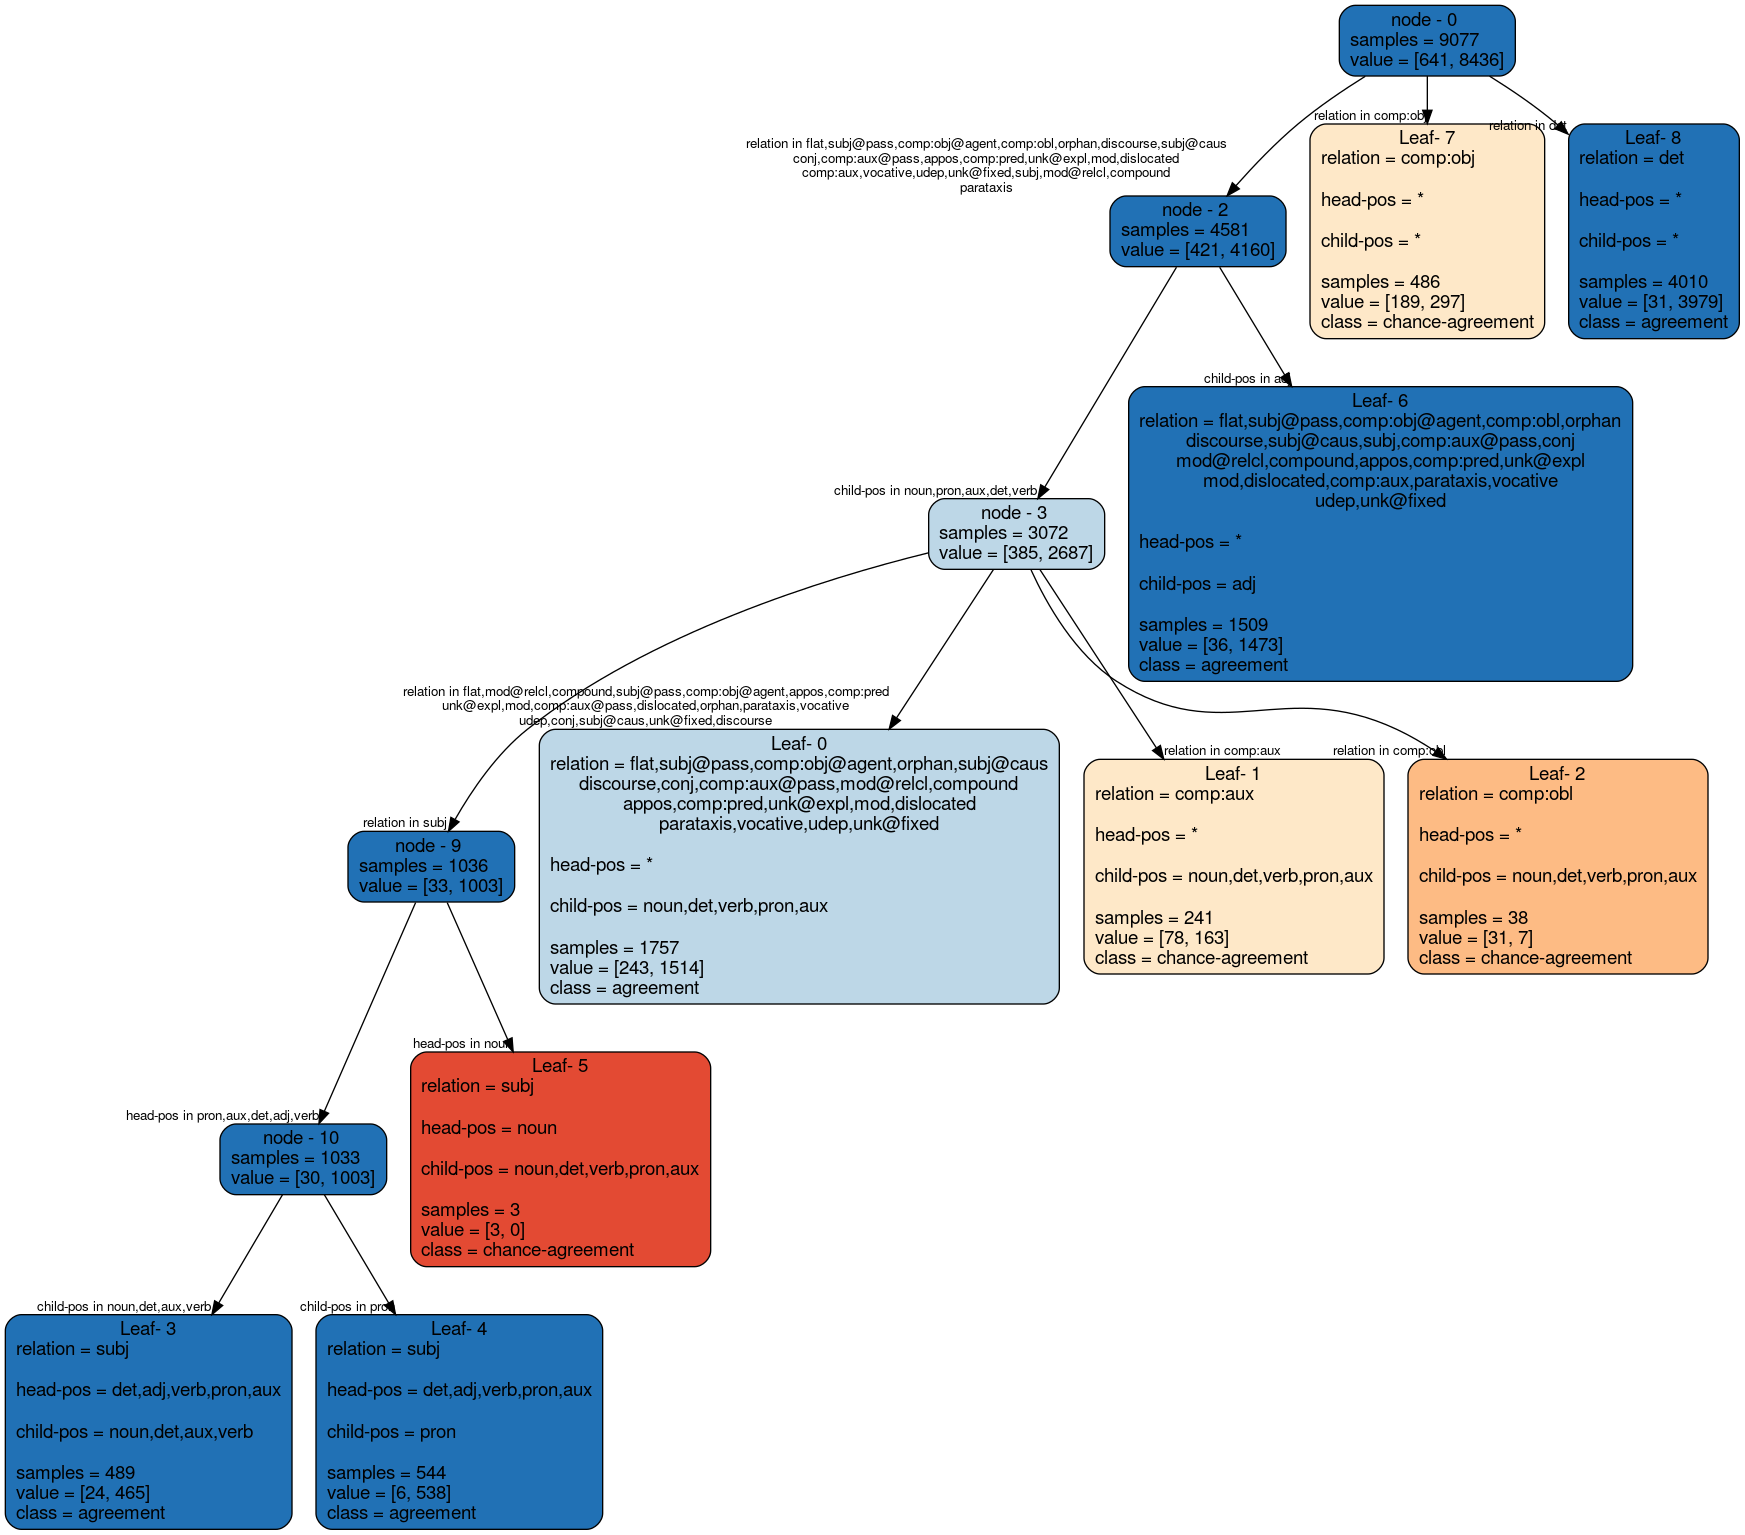 node - 0
samples = 9077
value = [641, 8436]
relation in flat,subj@pass,comp:obj@agent,comp:obl,orphan,discourse,subj@caus
conj,comp:aux@pass,appos,comp:pred,unk@expl,mod,dislocated
comp:aux,vocative,udep,unk@fixed,subj,mod@relcl,compound
parataxis
relation in comp:obj
relation in det
node - 2
samples = 4581
value = [421, 4160]
Leaf- 7
relation = comp:obj
head-pos = *
child-pos = *
samples = 486
value = [189, 297]
class = chance-agreement
Leaf- 8
relation = det
head-pos = *
child-pos = *
samples = 4010
value = [31, 3979]
class = agreement
child-pos in noun,pron,aux,det,verb
child-pos in adj
node - 3
samples = 3072
value = [385, 2687]
Leaf- 6
relation = flat,subj@pass,comp:obj@agent,comp:obl,orphan
discourse,subj@caus,subj,comp:aux@pass,conj
mod@relcl,compound,appos,comp:pred,unk@expl
mod,dislocated,comp:aux,parataxis,vocative
udep,unk@fixed
head-pos = *
child-pos = adj
samples = 1509
value = [36, 1473]
class = agreement
relation in subj
relation in flat,mod@relcl,compound,subj@pass,comp:obj@agent,appos,comp:pred
unk@expl,mod,comp:aux@pass,dislocated,orphan,parataxis,vocative
udep,conj,subj@caus,unk@fixed,discourse
relation in comp:aux
relation in comp:obl
node - 9
samples = 1036
value = [33, 1003]
Leaf- 0
relation = flat,subj@pass,comp:obj@agent,orphan,subj@caus
discourse,conj,comp:aux@pass,mod@relcl,compound
appos,comp:pred,unk@expl,mod,dislocated
parataxis,vocative,udep,unk@fixed
head-pos = *
child-pos = noun,det,verb,pron,aux
samples = 1757
value = [243, 1514]
class = agreement
Leaf- 1
relation = comp:aux
head-pos = *
child-pos = noun,det,verb,pron,aux
samples = 241
value = [78, 163]
class = chance-agreement
Leaf- 2
relation = comp:obl
head-pos = *
child-pos = noun,det,verb,pron,aux
samples = 38
value = [31, 7]
class = chance-agreement
head-pos in pron,aux,det,adj,verb
head-pos in noun
node - 10
samples = 1033
value = [30, 1003]
Leaf- 5
relation = subj
head-pos = noun
child-pos = noun,det,verb,pron,aux
samples = 3
value = [3, 0]
class = chance-agreement
child-pos in noun,det,aux,verb
child-pos in pron
Leaf- 3
relation = subj
head-pos = det,adj,verb,pron,aux
child-pos = noun,det,aux,verb
samples = 489
value = [24, 465]
class = agreement
Leaf- 4
relation = subj
head-pos = det,adj,verb,pron,aux
child-pos = pron
samples = 544
value = [6, 538]
class = agreement